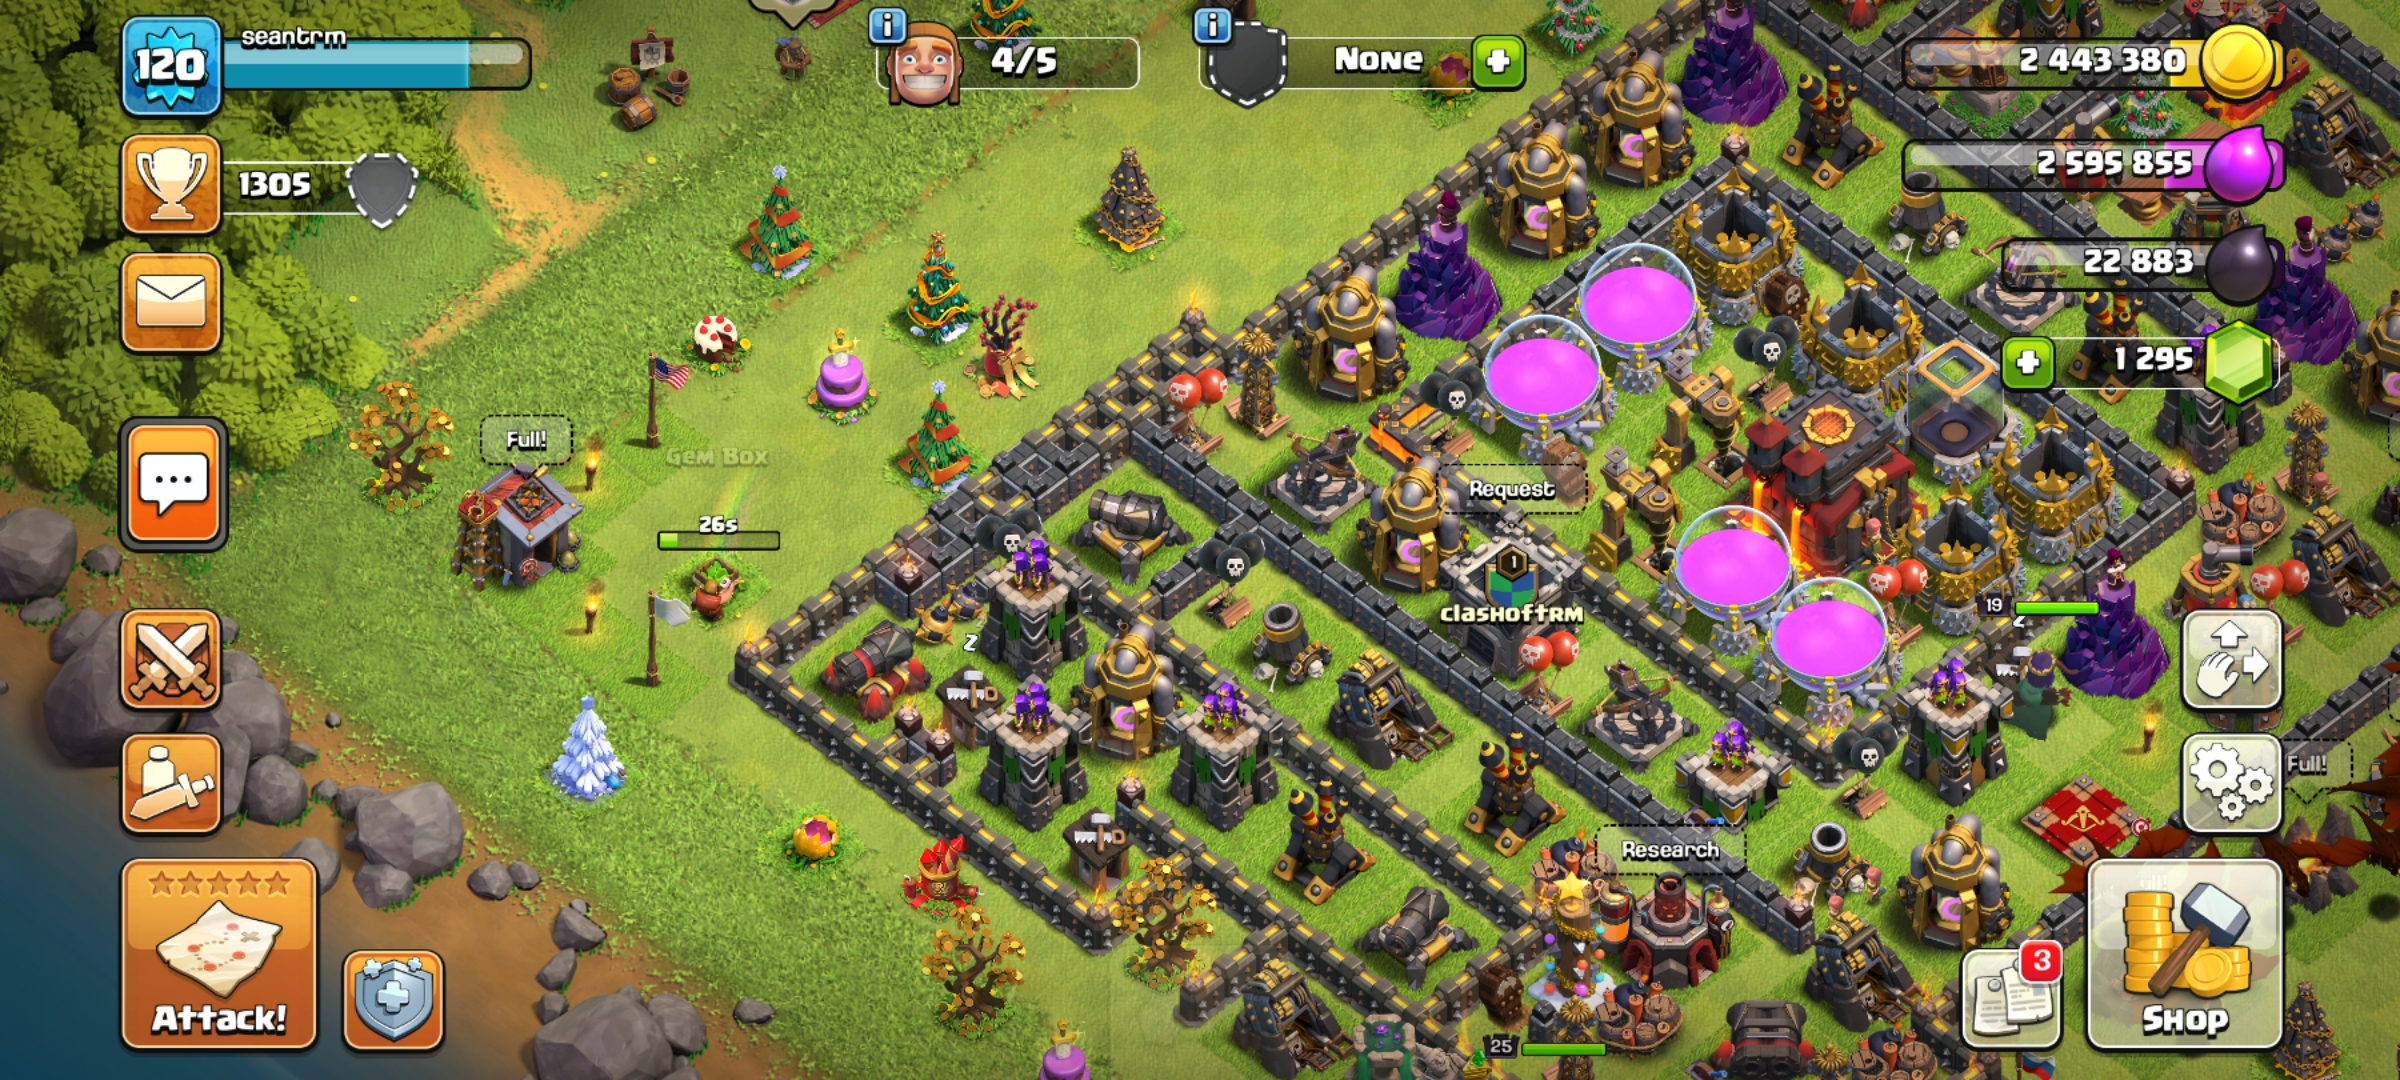 120
seantrm
4/5
None
2 443 380
1305
2 595 855
22 883
1 295
Full!
Gem Box
26s
Request
1
clashoftrm
19
z
z
Full!
Research
Attack!
3
Shop
25